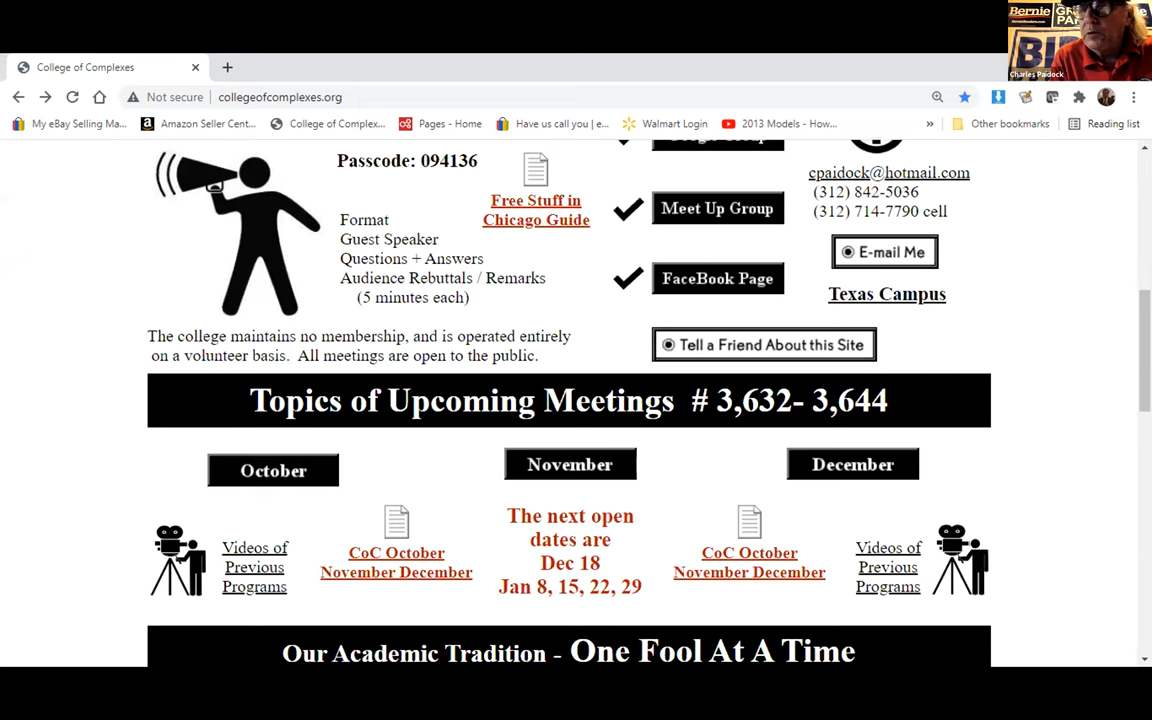 Bernie
GR
PA
BI
Charles Paidock
College of Complexes
Not secure
collegeofcomplexes.org
My eBay Selling Ma...
Amazon Seller Cent...
College of Complex...
Pages - Home
Have us call you | e...
Walmart Login
2013 Models - How...
»
Other bookmarks
Reading list
Passcode: 094136
Free Stuff in
Chicago Guide
Format
Guest Speaker
Questions + Answers
Audience Rebuttals / Remarks
(5 minutes each)
Meet Up Group
FaceBook Page
cpaidock@hotmail.com
(312) 842-5036
(312) 714-7790 cell
E-mail Me
Texas Campus
The college maintains no membership, and is operated entirely
on a volunteer basis. All meetings are open to the public.
Tell a Friend About this Site
Topics of Upcoming Meetings # 3,632- 3,644
October
November
December
Videos of
Previous
Programs
CoC October
November December
The next open
dates are
Dec 18
Jan 8, 15, 22, 29
CoC October
November December
Videos of
Previous
Programs
Our Academic Tradition - One Fool At A Time